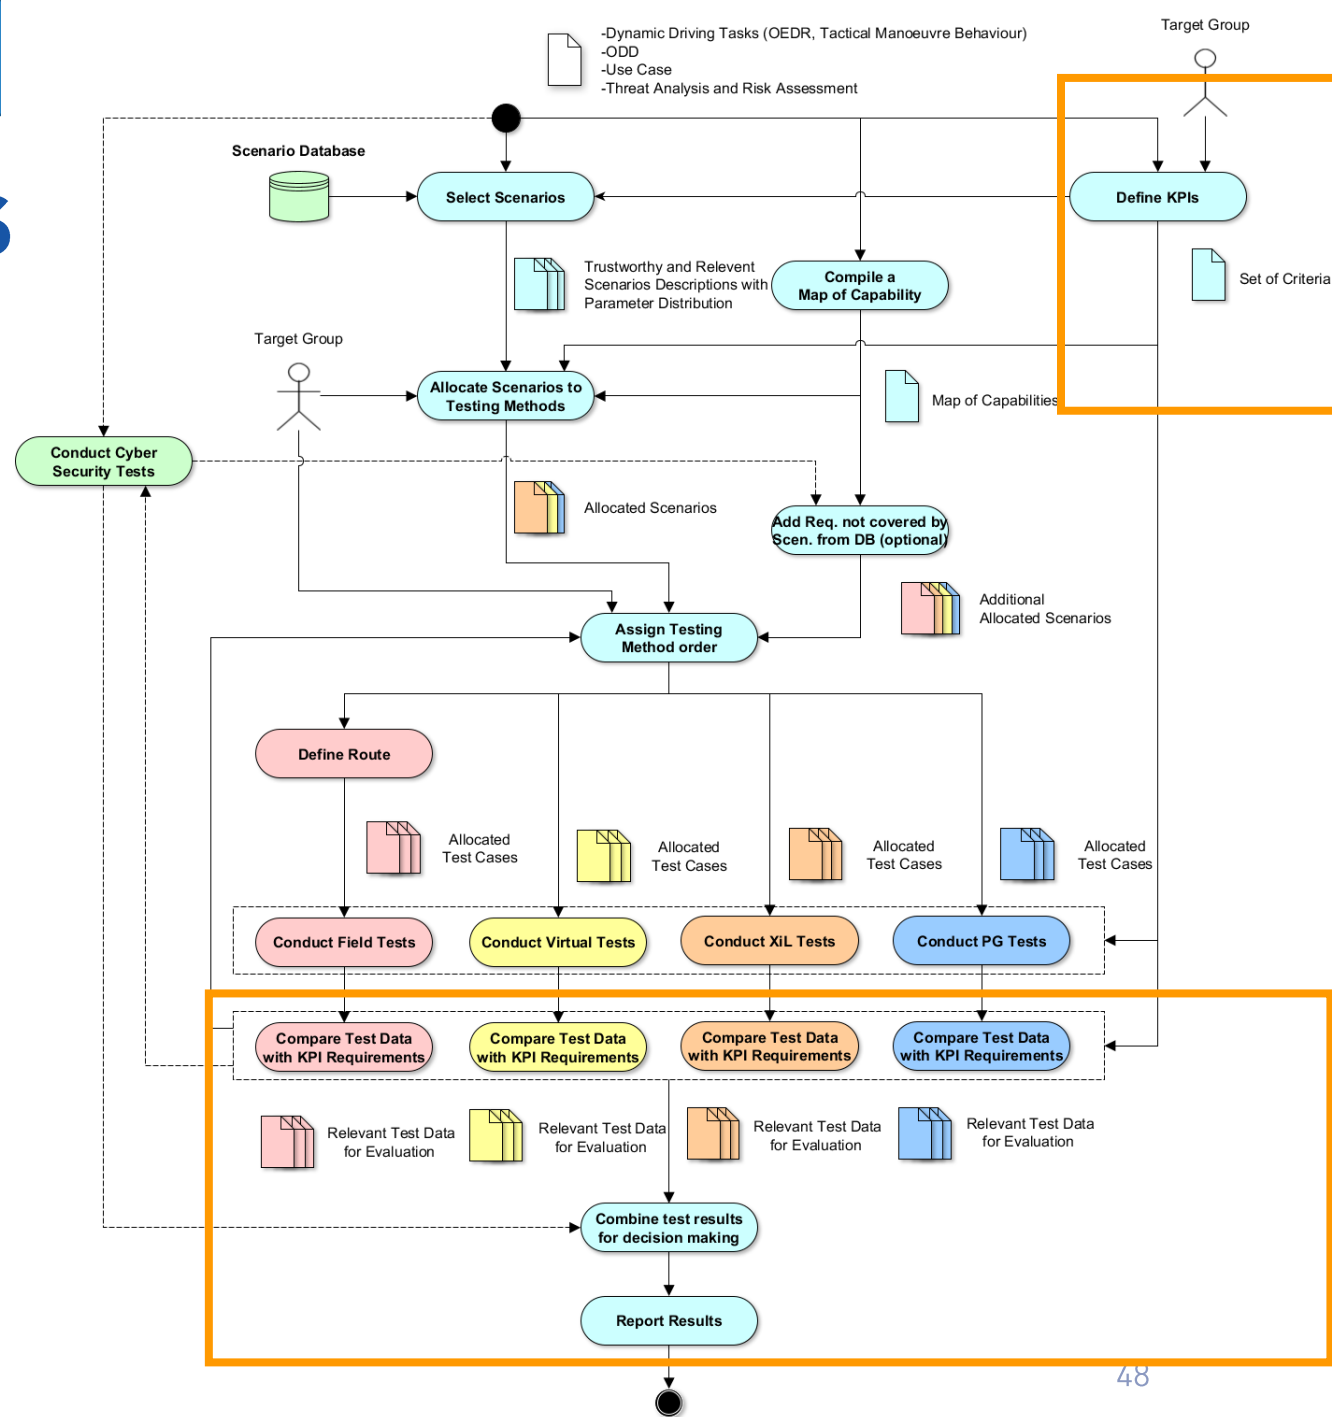 -Dynamic Driving Tasks (OEDR, Tactical Manoeuvre Behaviour)
-ODD
-Use Case
-Threat Analysis and Risk Assessment
Target Group
Scenario Database
Select Scenarios
Define KPIs
Trustworthy and Relevent
Scenarios Descriptions with
Parameter Distribution
Compile a
Map of Capability
Set of Criteria
Target Group
Allocate Scenarios to
Testing Methods
Map of Capabilities
Conduct Cyber
Security Tests
Allocated Scenarios
Add Req. not covered by
Scen. from DB (optional)
Additional
Allocated Scenarios
Assign Testing
Method order
Define Route
Allocated
Test Cases
Allocated
Test Cases
Allocated
Test Cases
Allocated
Test Cases
Conduct Field Tests
Conduct Virtual Tests
Conduct XiL Tests
Conduct PG Tests
Compare Test Data
with KPI Requirements
Compare Test Data
with KPI Requirements
Compare Test Data
with KPI Requirements
Compare Test Data
with KPI Requirements
Relevant Test Data
for Evaluation
Relevant Test Data
for Evaluation
Relevant Test Data
for Evaluation
Relevant Test Data
for Evaluation
Combine test results
for decision making
Report Results
48